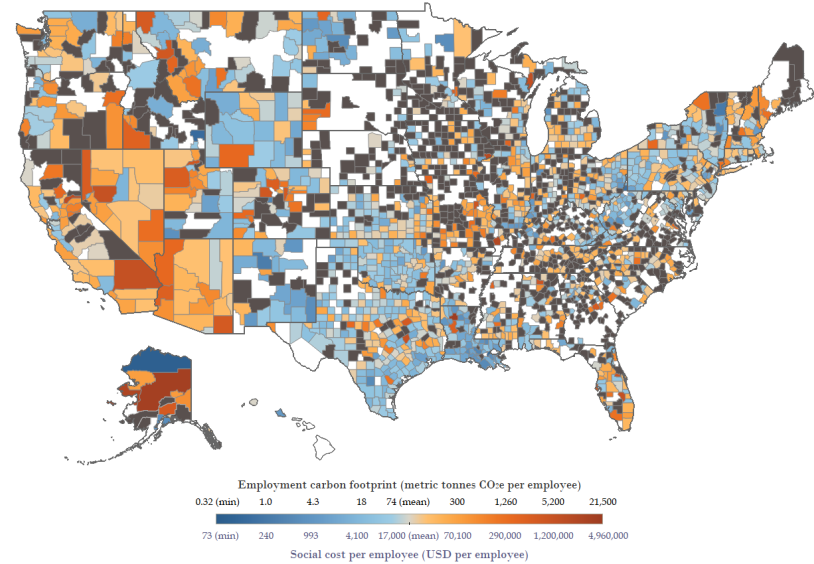 Employment carbon footprint (metric tonnes CO2e per employee)
0.32 (min) 1.0 4.3 18 74 (mean) 300 1,260 5,200 21,500
73 (min) 240 993 4,100 17,000 (mean) 70,100 290,000 1,200,000 4,960,000
Social cost per employee (USD per employee)